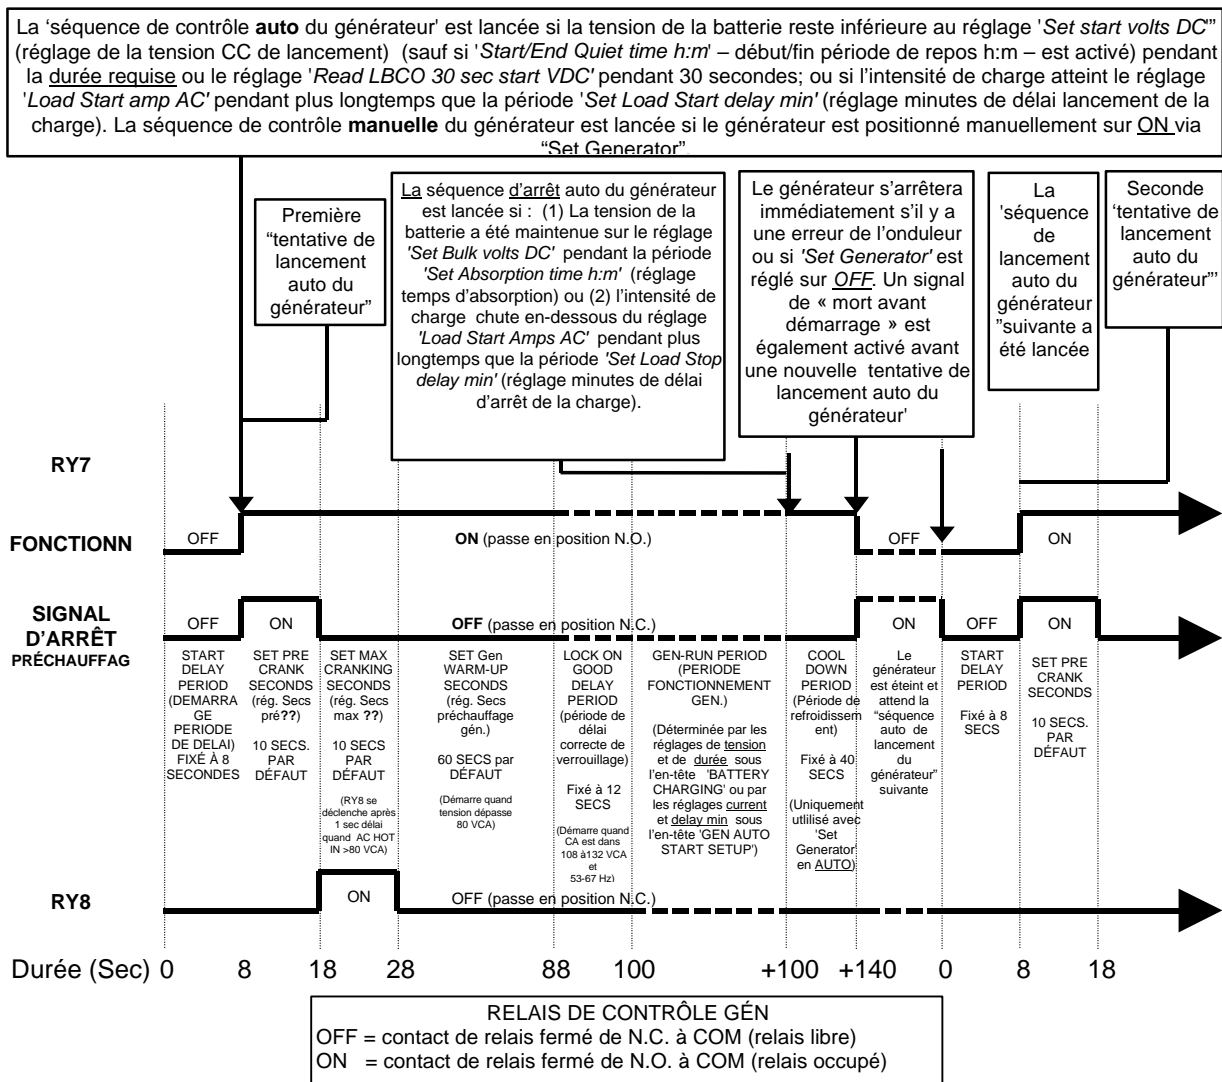 La ‘séquence de contrôle auto du générateur' est lancée si la tension de la batterie reste inférieure au réglage 'Set start volts DC'”
(réglage de la tension CC de lancement) (sauf si 'Start/End Quiet time h:m' – début/fin période de repos h:m – est activé) pendant
la durée requise ou le réglage 'Read LBCO 30 sec start VDC' pendant 30 secondes; ou si l’intensité de charge atteint le réglage
'Load Start amp AC' pendant plus longtemps que la période 'Set Load Start delay min' (réglage minutes de délai lancement de la
charge). La séquence de contrôle manuelle du générateur est lancée si le générateur est positionné manuellement sur ON via
“Set Generator”.
Première
“tentative de
lancement
auto du
générateur”
La séquence d’arrêt auto du générateur
est lancée si : (1) La tension de la
batterie a été maintenue sur le réglage
'Set Bulk volts DC' pendant la période
'Set Absorption time h:m' (réglage
temps d’absorption) ou (2) l’intensité de
charge chute en-dessous du réglage
'Load Start Amps AC' pendant plus
longtemps que la période 'Set Load Stop
delay min' (réglage minutes de délai
d’arrêt de la charge).
Le générateur s’arrêtera
immédiatement s’il y a
une erreur de l’onduleur
ou si 'Set Generator' est
réglé sur OFF. Un signal
de « mort avant
démarrage » est
également activé avant
une nouvelle tentative de
lancement auto du
générateur'
La
'séquence
de
lancement
auto du
générateur
”suivante a
été lancée
Seconde
‘tentative de
lancement
auto du
générateur”’
RY7
FONCTIONN
OFF
ON (passe en position N.O.)
OFF
ON
SIGNAL
D’ARRÊT
PRÉCHAUFFAG
OFF
ON
OFF (passe en position N.C.)
ON
OFF
ON
START
DELAY
PERIOD
(DEMARRA
GE
PERIODE
DE DELAI)
FIXÉ À 8
SECONDES
SET PRE
CRANK
SECONDS
(rég. Secs
pré??)
10 SECS.
PAR
DÉFAUT
SET MAX
CRANKING
SECONDS
(rég. Secs
max ??)
10 SECS
PAR
DÉFAUT
(RY8 se
déclenche après
1 sec délai
quand AC HOT
IN >80 VCA)
SET Gen
WARM-UP
SECONDS
(rég. Secs
préchauffage
gén.)
60 SECS par
DÉFAUT
(Démarre quand
tension dépasse
80 VCA)
LOCK ON
GOOD
DELAY
PERIOD
(période de
délai
correcte de
verrouillage)
Fixé à 12
SECS
(Démarre quand
CA est dans
108 à132 VCA
et
53-67 Hz)
GEN-RUN PERIOD
(PERIODE
FONCTIONNEMENT
GEN.)
(Déterminée par les
réglages de tension
et de durée sous
l’en-tête 'BATTERY
CHARGING' ou par
les réglages current
et delay min sous
l’en-tête 'GEN AUTO
START SETUP')
COOL
DOWN
PERIOD
(Période de
refroidissem
ent)
Fixé à 40
SECS
(Uniquement
utlilisé avec
'Set
Generator'
en AUTO)
Le
générateur
est éteint et
attend la
“séquence
auto de
lancement
du
générateur”
suivante
START
DELAY
PERIOD
Fixé à 8
SECS
SET PRE
CRANK
SECONDS
10 SECS.
PAR
DÉFAUT
RY8
ON
OFF (passe en position N.C.)
Durée (Sec) 0 8 18 28 88 100 +100 +140 0 8 18
RELAIS DE CONTRÔLE GÉN
OFF = contact de relais fermé de N.C. à COM (relais libre)
ON = contact de relais fermé de N.O. à COM (relais occupé)